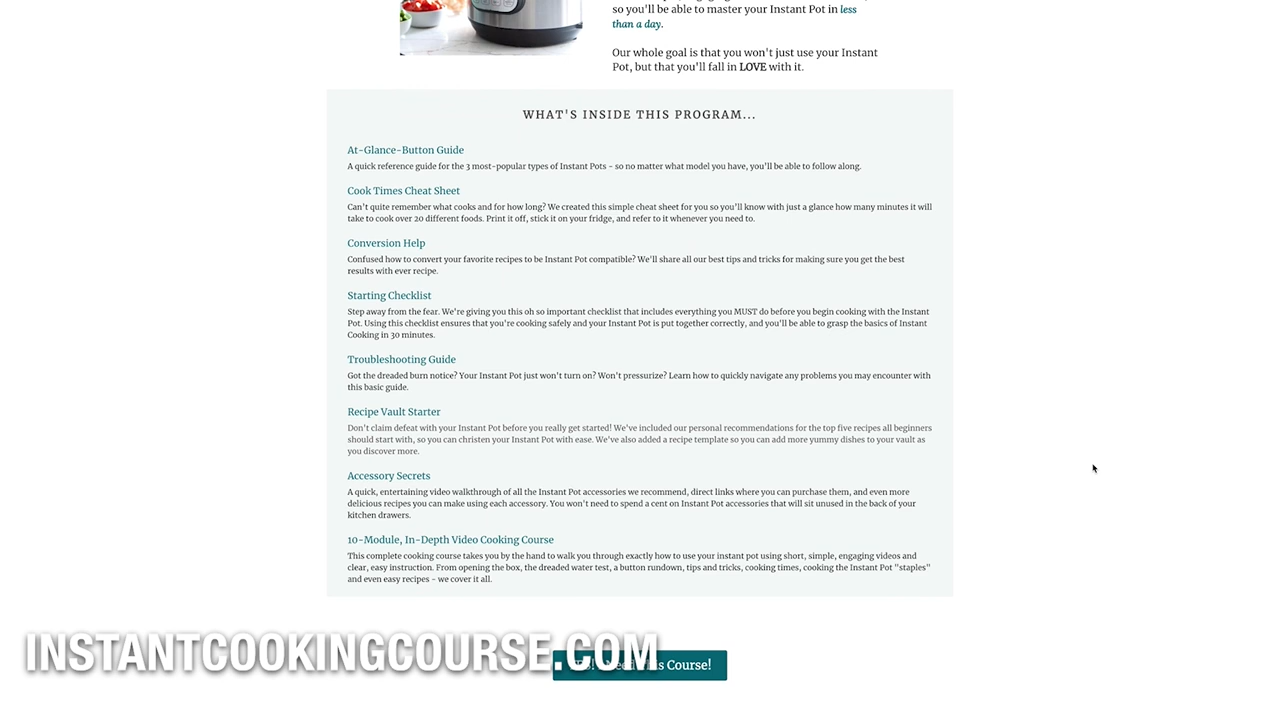 so you'll be able to master your Instant Pot in less
than a day.
Our whole goal is that you won't just use your Instant
Pot, but that you'll fall in LOVE with it.
WHAT'S INSIDE THIS PROGRAM...
At-Glance-Button Guide
A quick reference guide for the 3 most-popular types of Instant Pots - so no matter what model you have, you'll be able to follow along.
Cook Times Cheat Sheet
Can't quite remember what cooks and for how long? We created this simple cheat sheet for you so you'll know with just a glance how many minutes it will
take to cook over 20 different foods. Print it off, stick it on your fridge, and refer to it whenever you need to.
Conversion Help
Confused how to convert your favorite recipes to be Instant Pot compatible? We'll share all our best tips and tricks for making sure you get the best
results with ever recipe.
Starting Checklist
Step away from the fear. We're giving you this oh so important checklist that includes everything you MUST do before you begin cooking with the Instant
Pot. Using this checklist ensures that you're cooking safely and your Instant Pot is put together correctly, and you'll be able to grasp the basics of Instant
Cooking in 30 minutes.
Troubleshooting Guide
Got the dreaded burn notice? Your Instant Pot just won't turn on? Won't pressurize? Learn how to quickly navigate any problems you may encounter with
this basic guide.
Recipe Vault Starter
Don't claim defeat with your Instant Pot before you really get started! We've included our personal recommendations for the top five recipes all beginners
should start with, so you can christen your Instant Pot with ease. We've also added a recipe template so you can add more yummy dishes to your vault as
you discover more.
Accessory Secrets
A quick, entertaining video walkthrough of all the Instant Pot accessories we recommend, direct links where you can purchase them, and even more
delicious recipes you can make using each accessory. You won't need to spend a cent on Instant Pot accessories that will sit unused in the back of your
kitchen drawers.
10-Module, In-Depth Video Cooking Course
This complete cooking course takes you by the hand to walk you through exactly how to use your instant pot using short, simple, engaging videos and
clear, easy instruction. From opening the box, the dreaded water test, a button rundown, tips and tricks, cooking times, cooking the Instant Pot "staples"
and even easy recipes - we cover it all.
INSTANTCOOKINGCOURSE.COM
Course!